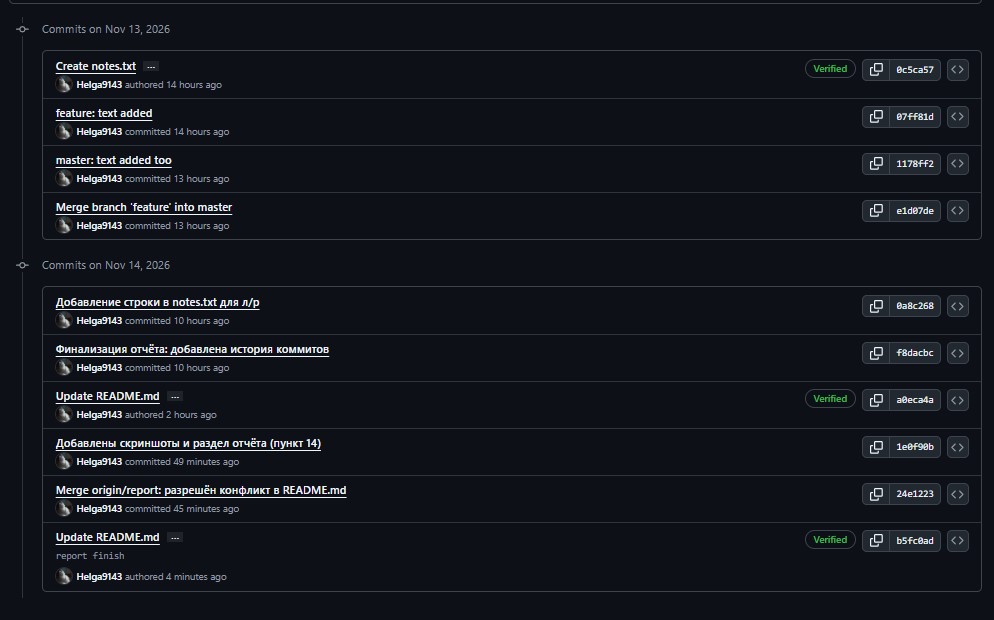 Commits on Nov 13, 2026
Create notes.txt ...
Verified
0c5ca57
Helga9143 authored 14 hours ago
feature: text added
07ff81d
Helga9143 committed 14 hours ago
master: text added too
1178ff2
Helga9143 committed 13 hours ago
Merge branch 'feature' into master
e1d07de
Helga9143 committed 13 hours ago
Commits on Nov 14, 2026
Добавление строки в notes.txt для л/р
0a8c268
Helga9143 committed 10 hours ago
Финализация отчёта: добавлена история коммитов
f8dacbc
Helga9143 committed 10 hours ago
Update README.md ...
Verified
a0eca4a
Helga9143 authored 2 hours ago
Добавлены скриншоты и раздел отчёта (пункт 14)
1e0f90b
Helga9143 committed 49 minutes ago
Merge origin/report: разрешён конфликт в README.md
24e1223
Helga9143 committed 45 minutes ago
Update README.md ...
Verified
b5fc0ad
report finish
Helga9143 authored 4 minutes ago